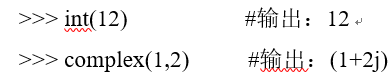 >>> int(12) #输出：12
>>> complex(1,2) #输出：(1+2j)